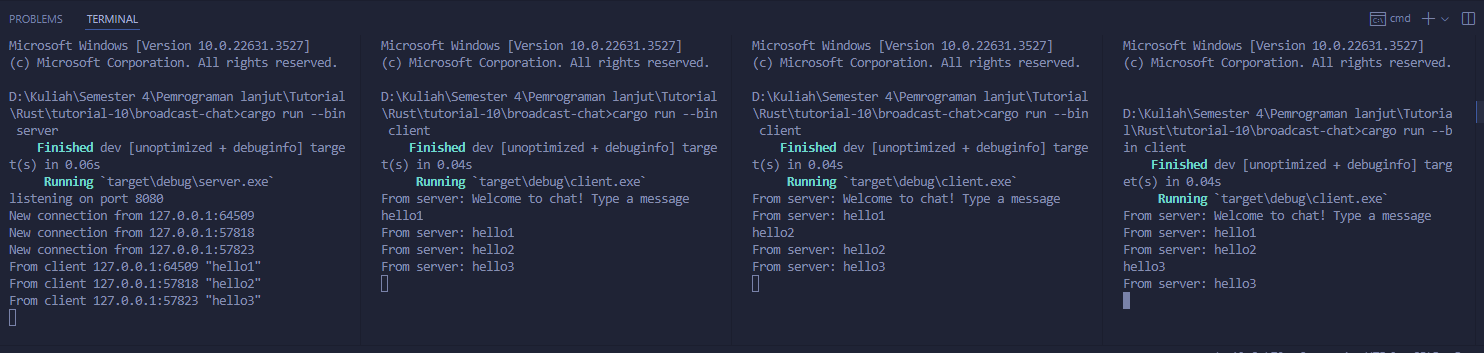 PROBLEMS TERMINAL cmd
Microsoft Windows [Version 10.0.22631.3527]
(c) Microsoft Corporation. All rights reserved.
D:\Kuliah\Semester 4\Pemrograman lanjut\Tutorial
\Rust\tutorial-10\broadcast-chat>cargo run --bin
server
Finished dev [unoptimized + debuginfo] targe
t(s) in 0.06s
Running `target\debug\server.exe`
listening on port 8080
New connection from 127.0.0.1:64509
New connection from 127.0.0.1:57818
New connection from 127.0.0.1:57823
From client 127.0.0.1:64509 "hello1"
From client 127.0.0.1:57818 "hello2"
From client 127.0.0.1:57823 "hello3"
Microsoft Windows [Version 10.0.22631.3527]
(c) Microsoft Corporation. All rights reserved.
D:\Kuliah\Semester 4\Pemrograman lanjut\Tutorial
\Rust\tutorial-10\broadcast-chat>cargo run --bin
client
Finished dev [unoptimized + debuginfo] targe
t(s) in 0.04s
Running `target\debug\client.exe`
From server: Welcome to chat! Type a message
hello1
From server: hello1
From server: hello2
From server: hello3
Microsoft Windows [Version 10.0.22631.3527]
(c) Microsoft Corporation. All rights reserved.
D:\Kuliah\Semester 4\Pemrograman lanjut\Tutorial
\Rust\tutorial-10\broadcast-chat>cargo run --bin
client
Finished dev [unoptimized + debuginfo] targe
t(s) in 0.04s
Running `target\debug\client.exe`
From server: Welcome to chat! Type a message
From server: hello1
hello2
From server: hello2
From server: hello3
Microsoft Windows [Version 10.0.22631.3527]
(c) Microsoft Corporation. All rights reserved.
D:\Kuliah\Semester 4\Pemrograman lanjut\Tutoria
l\Rust\tutorial-10\broadcast-chat>cargo run --b
in client
Finished dev [unoptimized + debuginfo] targ
et(s) in 0.04s
Running `target\debug\client.exe`
From server: Welcome to chat! Type a message
From server: hello1
From server: hello2
hello3
From server: hello3